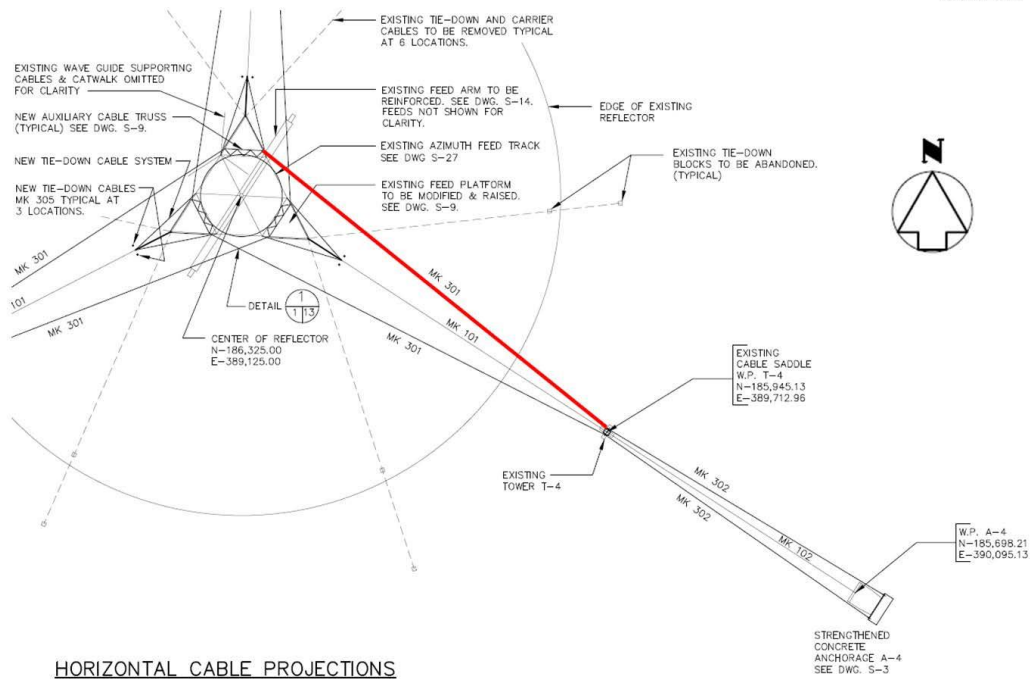 EXISTING TIE-DOWN AND CARRIER
CABLES TO BE REMOVED TYPICAL
AT 6 LOCATIONS.
EXISTING WAVE GUIDE SUPPORTING
CABLES & CATWALK OMITTED
FOR CLARITY
EXISTING FEED ARM TO BE
REINFORCED. SEE DWG. S-14.
FEEDS NOT SHOWN FOR
CLARITY.
EDGE OF EXISTING
REFLECTOR
NEW AUXILIARY CABLE TRUSS
(TYPICAL) SEE DWG. S-9.
EXISTING AZIMUTH FEED TRACK
SEE DWG S-27
EXISTING TIE-DOWN
BLOCKS TO BE ABANDONED.
(TYPICAL)
N
NEW TIE-DOWN CABLE SYSTEM
NEW TIE-DOWN CABLES
MK 305 TYPICAL AT
3 LOCATIONS.
EXISTING FEED PLATFORM
TO BE MODIFIED & RAISED.
SEE DWG. S-9.
MK 301
101
MK 301
DETAIL
1
1 13
MK 301
MK 101
MK 301
CENTER OF REFLECTOR
N-186,325.00
E-389,125.00
EXISTING
CABLE SADDLE
W.P. T-4
N-185,945.13
E-389,712.96
EXISTING
TOWER T-4
MK 302
MK 302
MK 102
W.P. A-4
N-185,698.21
E-390,095.13
STRENGTHENED
CONCRETE
ANCHORAGE A-4
SEE DWG. S-3
HORIZONTAL CABLE PROJECTIONS